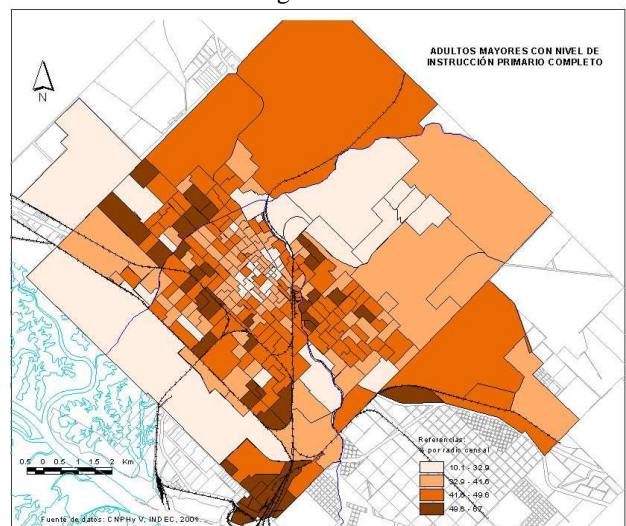 ADULTOS MAYORES CON NIVEL DE
INSTRUCCIÓN PRIMARIO COMPLETO
N
Referencias:
% por radio censal
10.1 - 32.9
32.9 - 41.6
41.6 - 49.6
49.6 - 67
0.5 0 0.5 1 1.5 2 Km
Fuente de datos: CNPHy V, INDEC, 2001